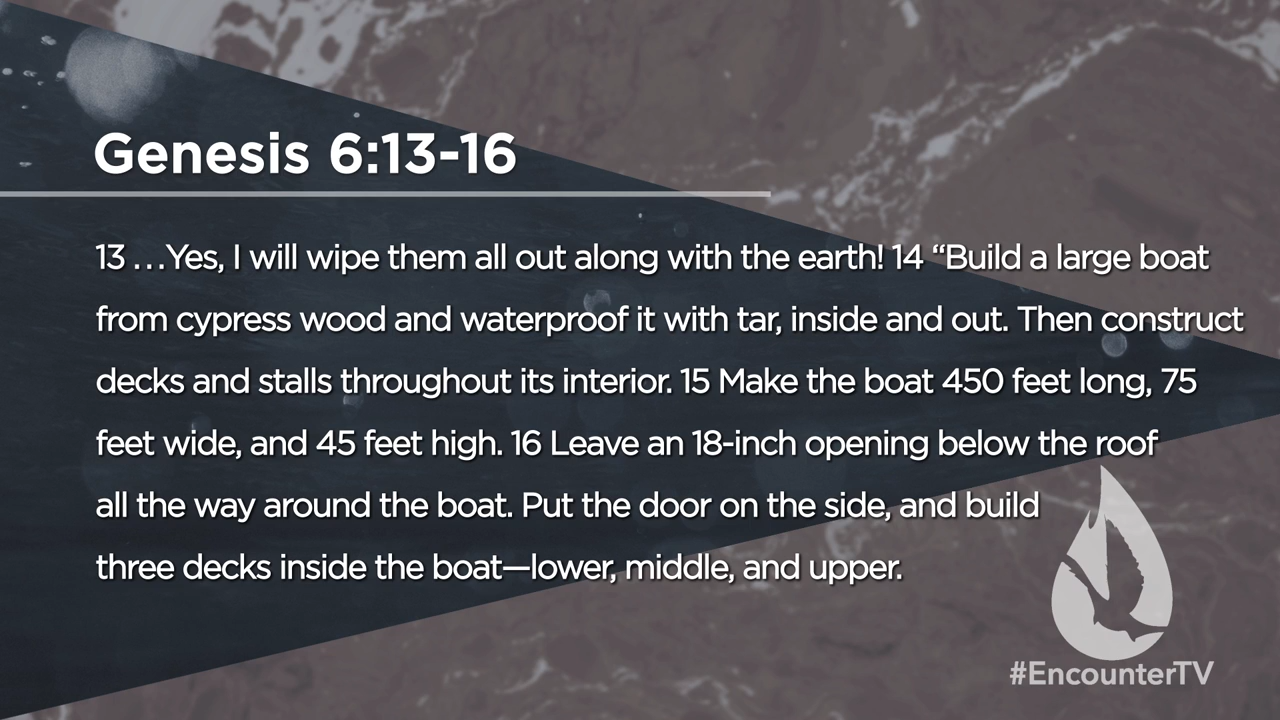 Genesis 6:13-16
13 …Yes, I will wipe them all out along with the earth! 14 “Build a large boat
from cypress wood and waterproof it with tar, inside and out. Then construct
decks and stalls throughout its interior. 15 Make the boat 450 feet long, 75
feet wide, and 45 feet high. 16 Leave an 18-inch opening below the roof
all the way around the boat. Put the door on the side, and build
three decks inside the boat—lower, middle, and upper.
#EncounterTV